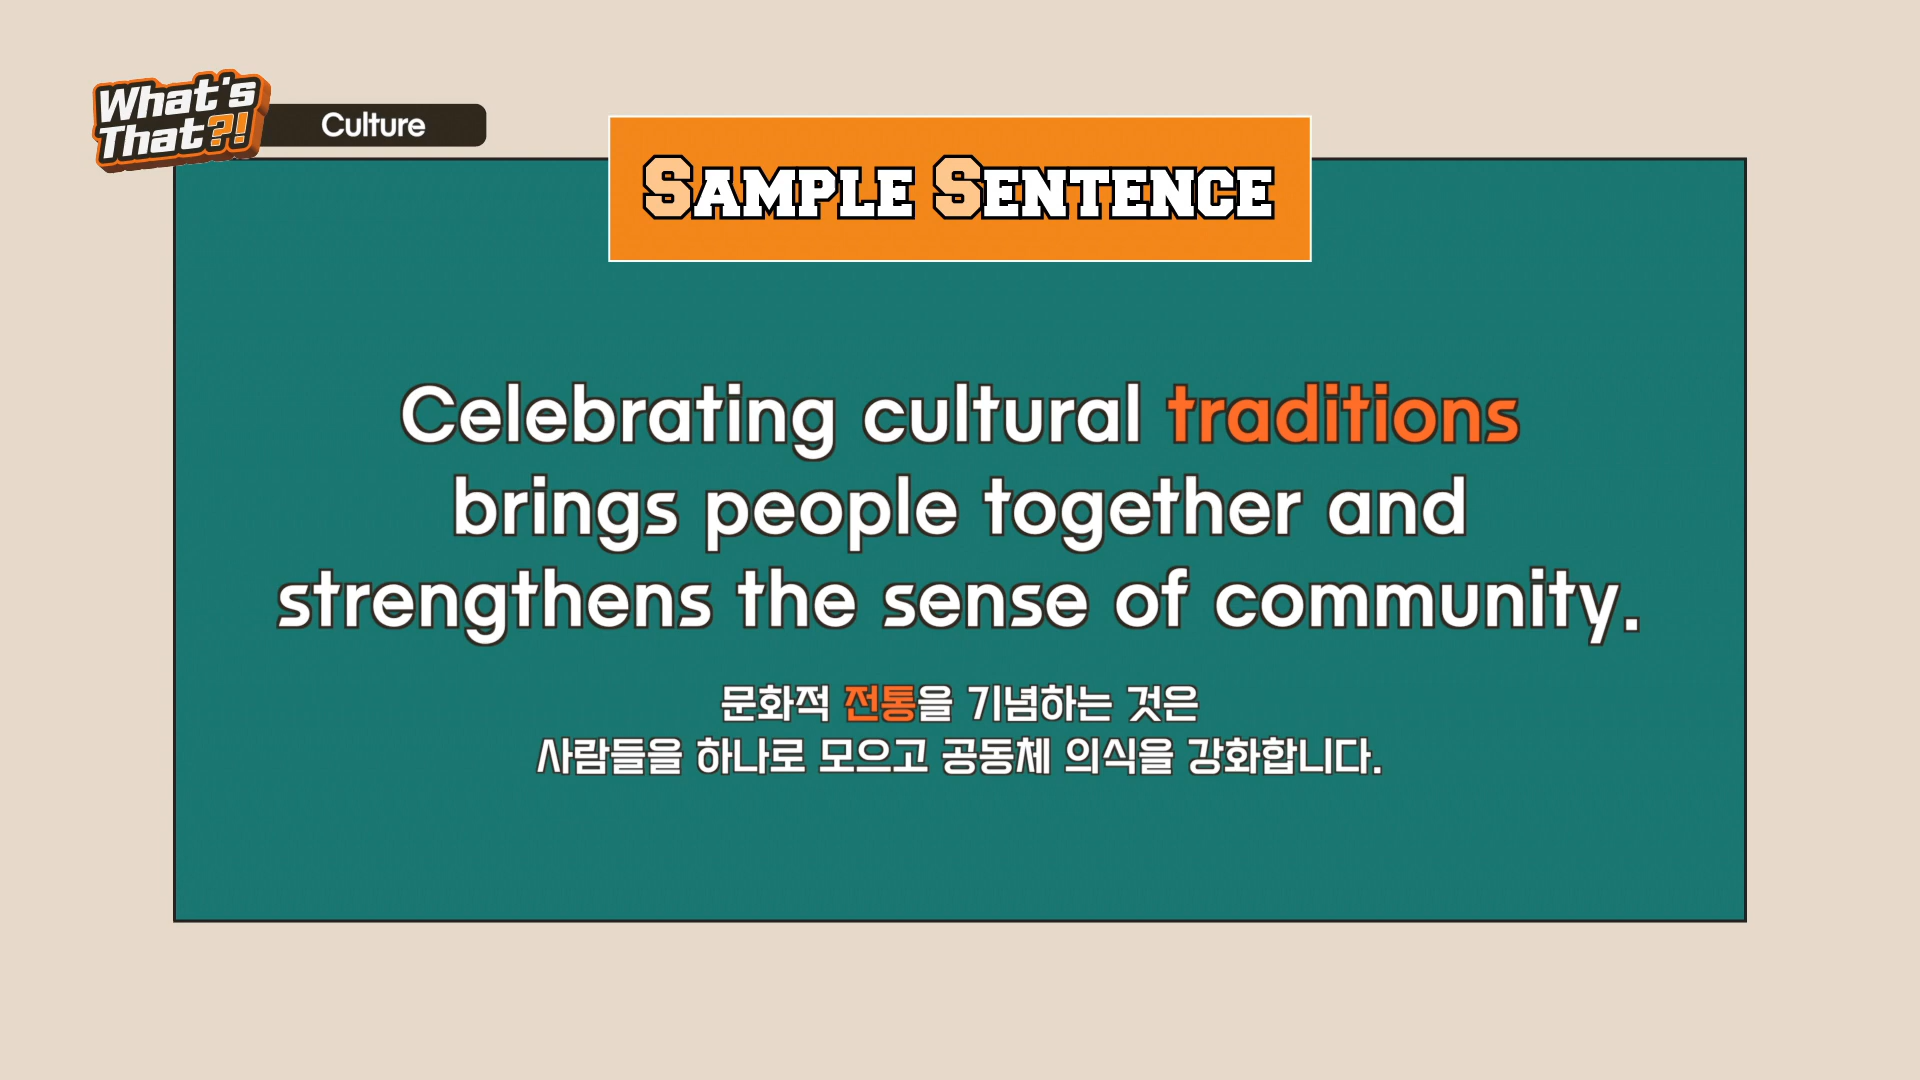 What's
That?!
Culture
SAMPLE SENTENCE
Celebrating cultural traditions
brings people together and
strengthens the sense of community.
문화적 전통을 기념하는 것은
사람들을 하나로 모으고 공동체 의식을 강화합니다.